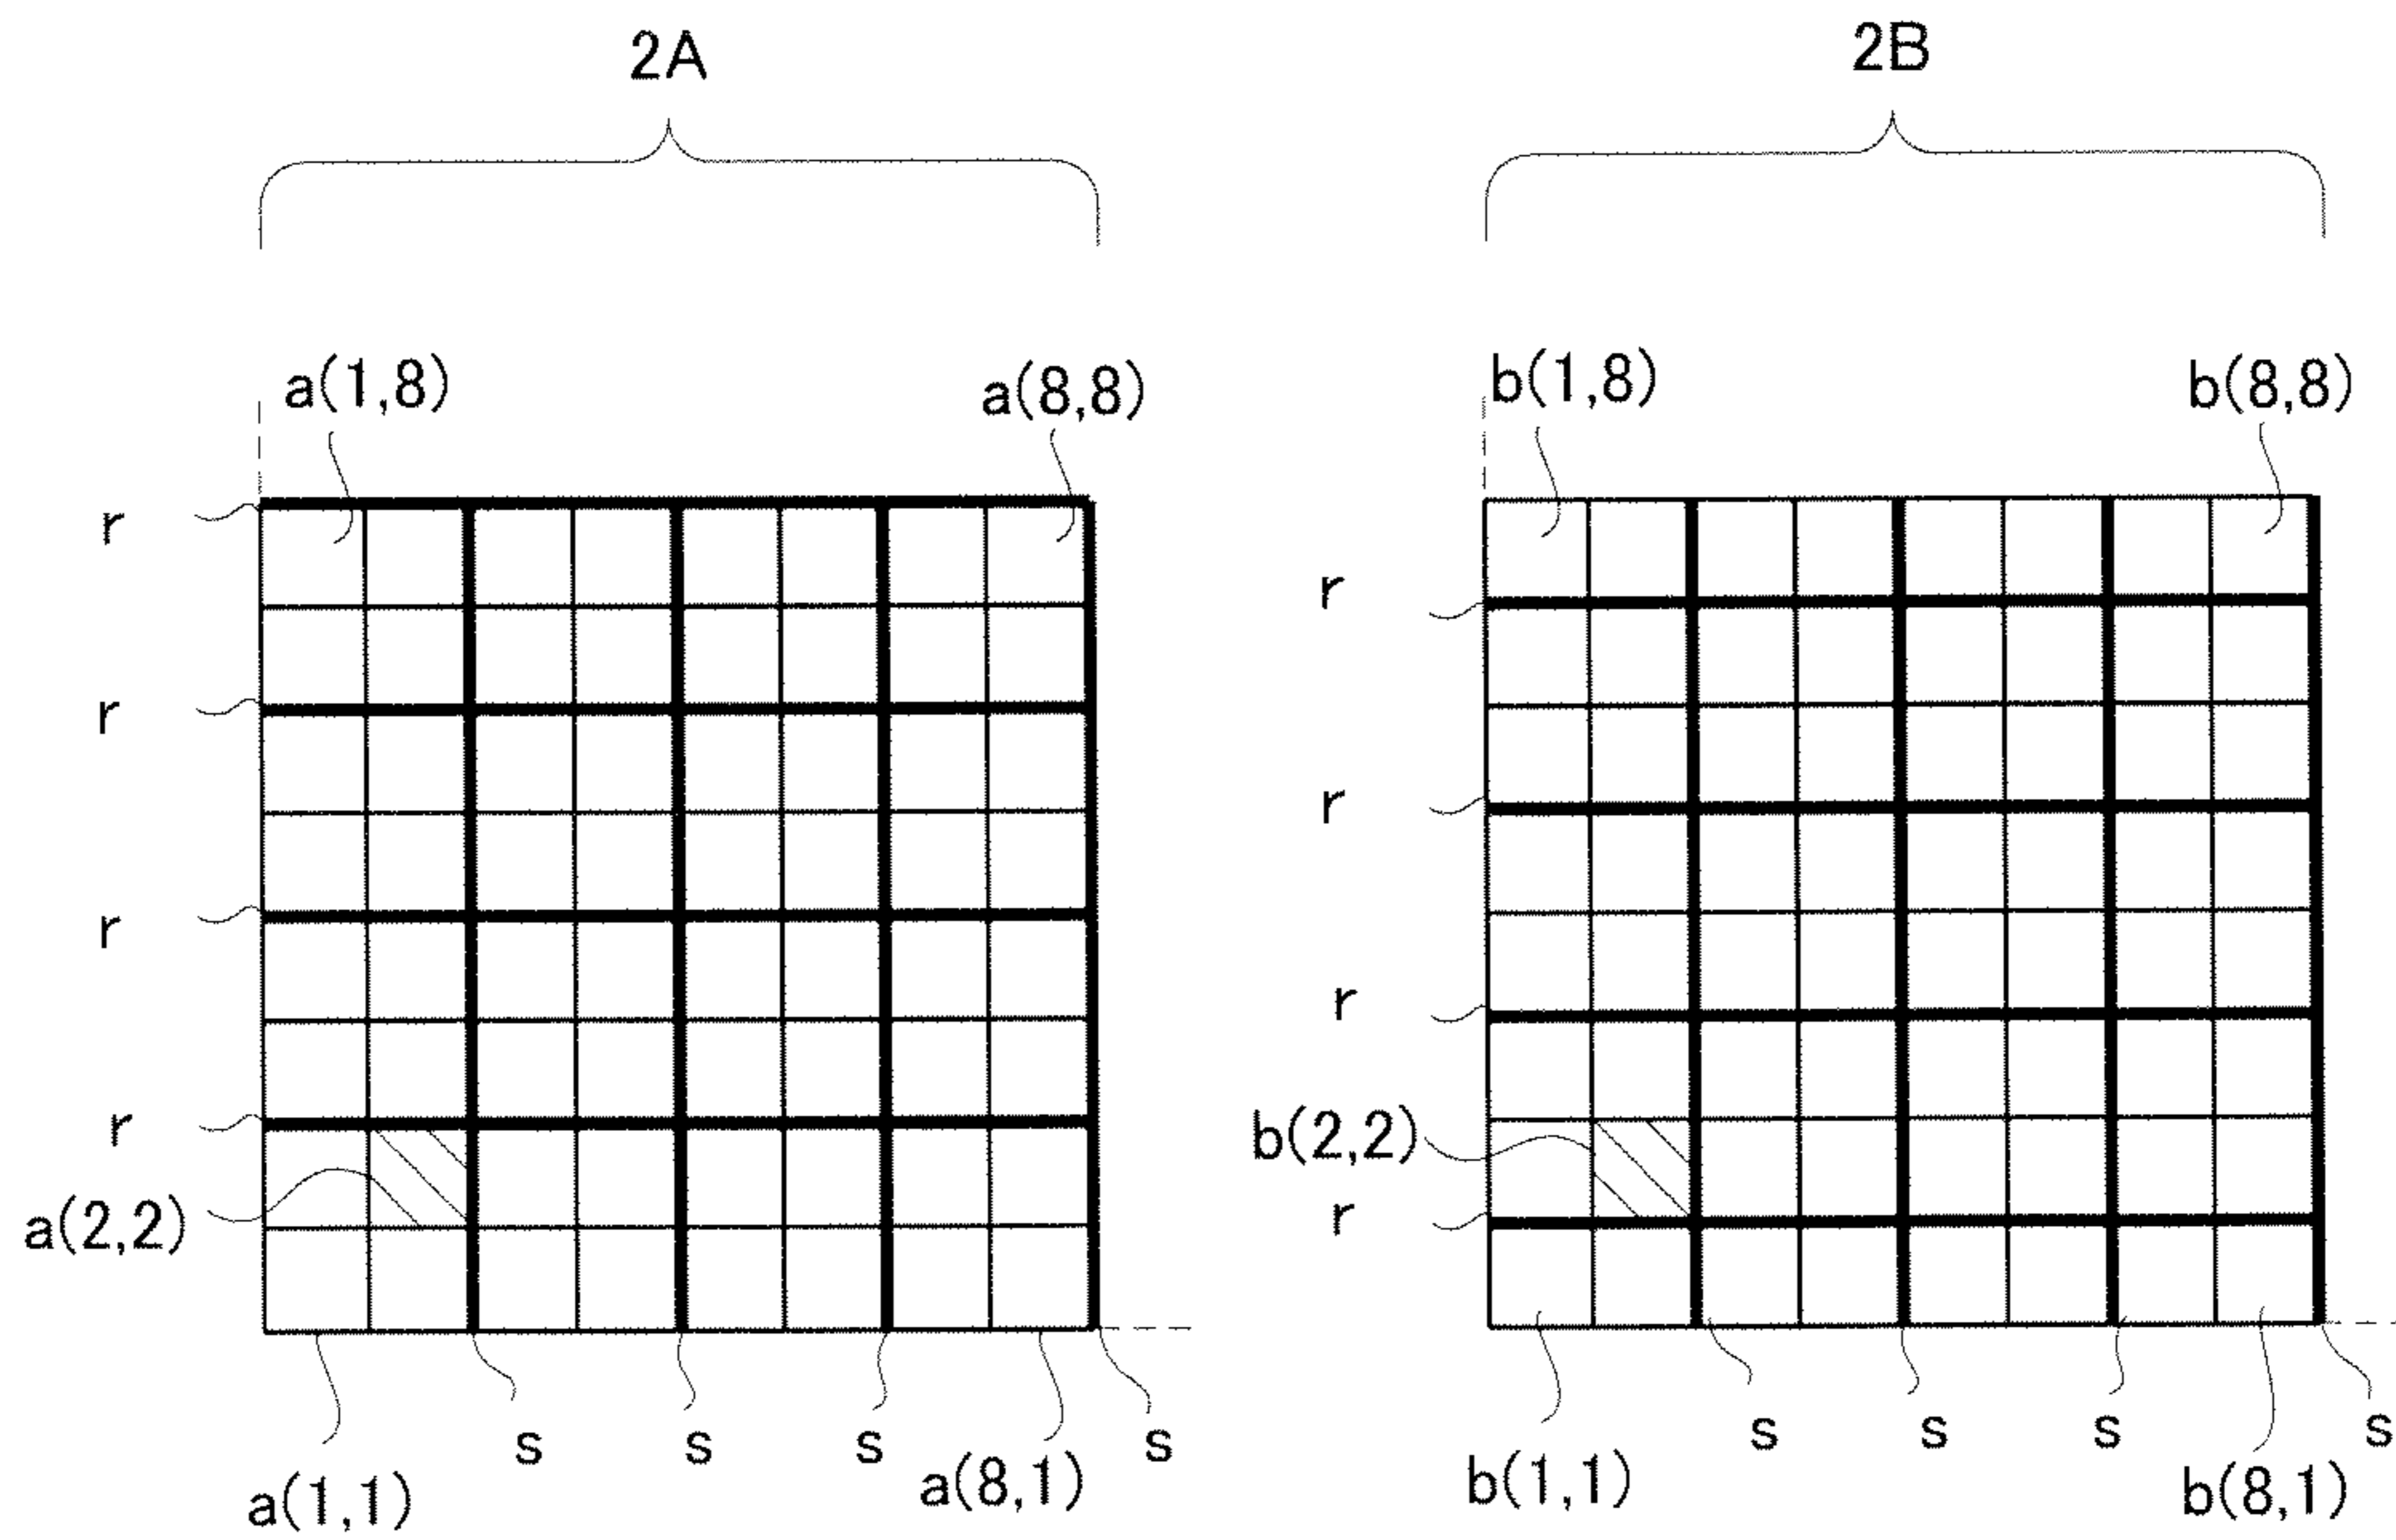 2A 2B
a(1,8) a(8,8) b(1,8) b(8,8)
r
r
r
r
r
r
r
r
b(2,2)
a(2,2)
r
s s s s
s s s s
a(1,1) a(8,1) b(1,1) b(8,1)